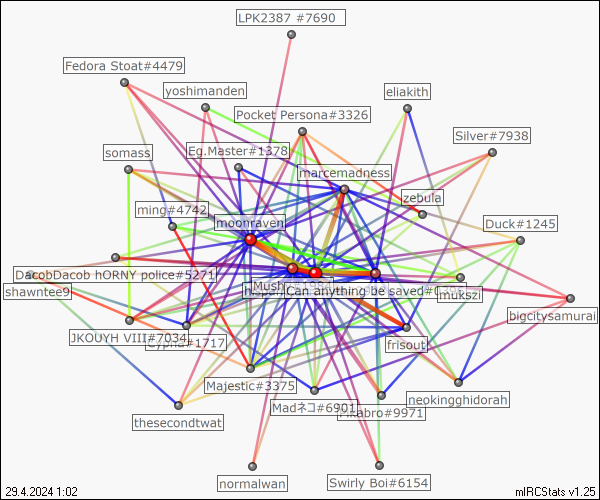 LPK2387 #7690
Fedora Stoat#4479
yoshimanden
eliakith
Pocket Persona#3326
Silver#7938
somass
Eg.Master#1378
marcemadness
zebula
ming#4742
moonraven
Duck#1245
DacobDacob hORNY police#5271
shawntee9
Can anything be saved#0
mukszi
bigcitysamurai
JKOUYH VIII#7034
#1717
frisout
Majestic#3375
Madネコ#6901
#9971
neokingghidorah
thesecondtwat
normalwan
Swirly Boi#6154
29.4.2024 1:02
mIRCStats v1.25